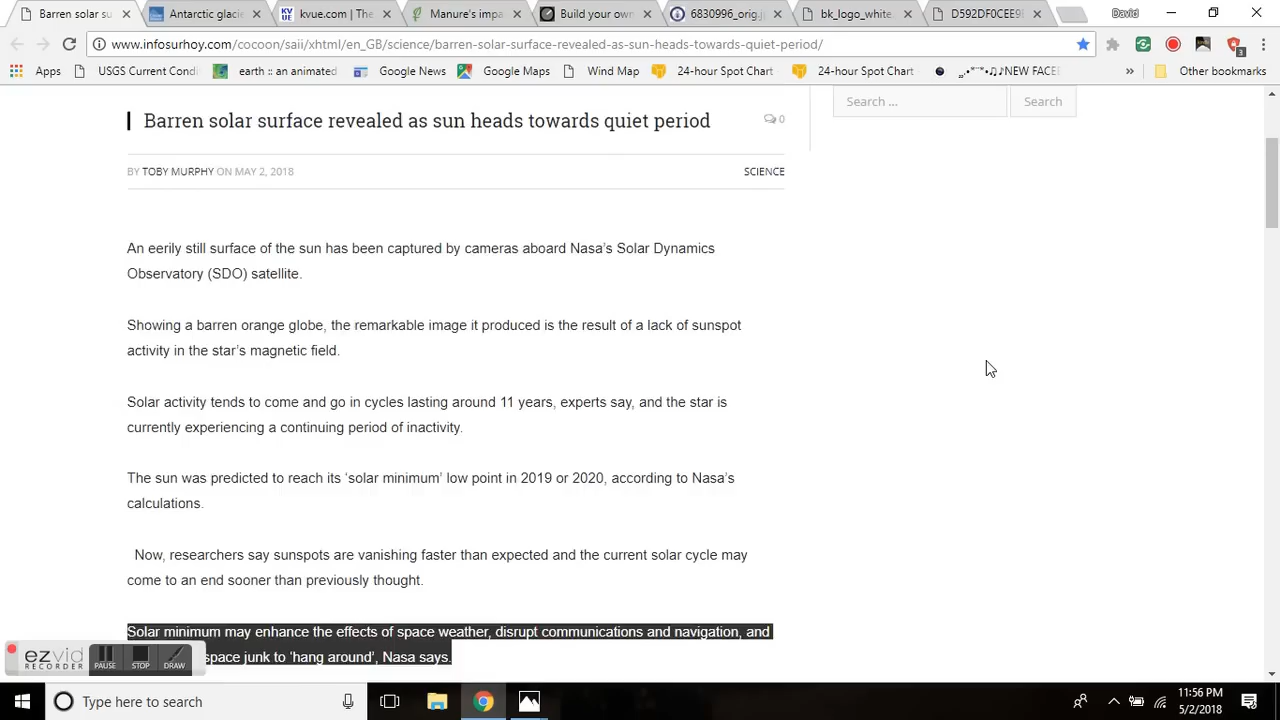 Barren solar su
Antarctic glacie
kvue.com | The
Manure's impa
Build your own
6830996_orig.j
bk_logo_white
D592DF0CEE9
David
www.infosurhoy.com/cocoon/saii/xhtml/en_GB/science/barren-solar-surface-revealed-as-sun-heads-towards-quiet-period/
3
Apps
USGS Current Condi
earth :: an animated
Google News
Google Maps
Wind Map
24-hour Spot Chart
24-hour Spot Chart
NEW FACE
»
Other bookmarks
Search ...
Search
Barren solar surface revealed as sun heads towards quiet period
0
BY TOBY MURPHY ON MAY 2, 2018
SCIENCE
An eerily still surface of the sun has been captured by cameras aboard Nasa's Solar Dynamics
Observatory (SDO) satellite.
Showing a barren orange globe, the remarkable image it produced is the result of a lack of sunspot
activity in the star's magnetic field.
Solar activity tends to come and go in cycles lasting around 11 years, experts say, and the star is
currently experiencing a continuing period of inactivity.
The sun was predicted to reach its 'solar minimum' low point in 2019 or 2020, according to Nasa's
calculations.
Now, researchers say sunspots are vanishing faster than expected and the current solar cycle may
come to an end sooner than previously thought.
Solar minimum may enhance the effects of space weather, disrupt communications and navigation, and
space junk to 'hang around', Nasa says.
ezvid
RECORDER
PAUSE
STOP
DRAW
Type here to search
11:56 PM
5/2/2018